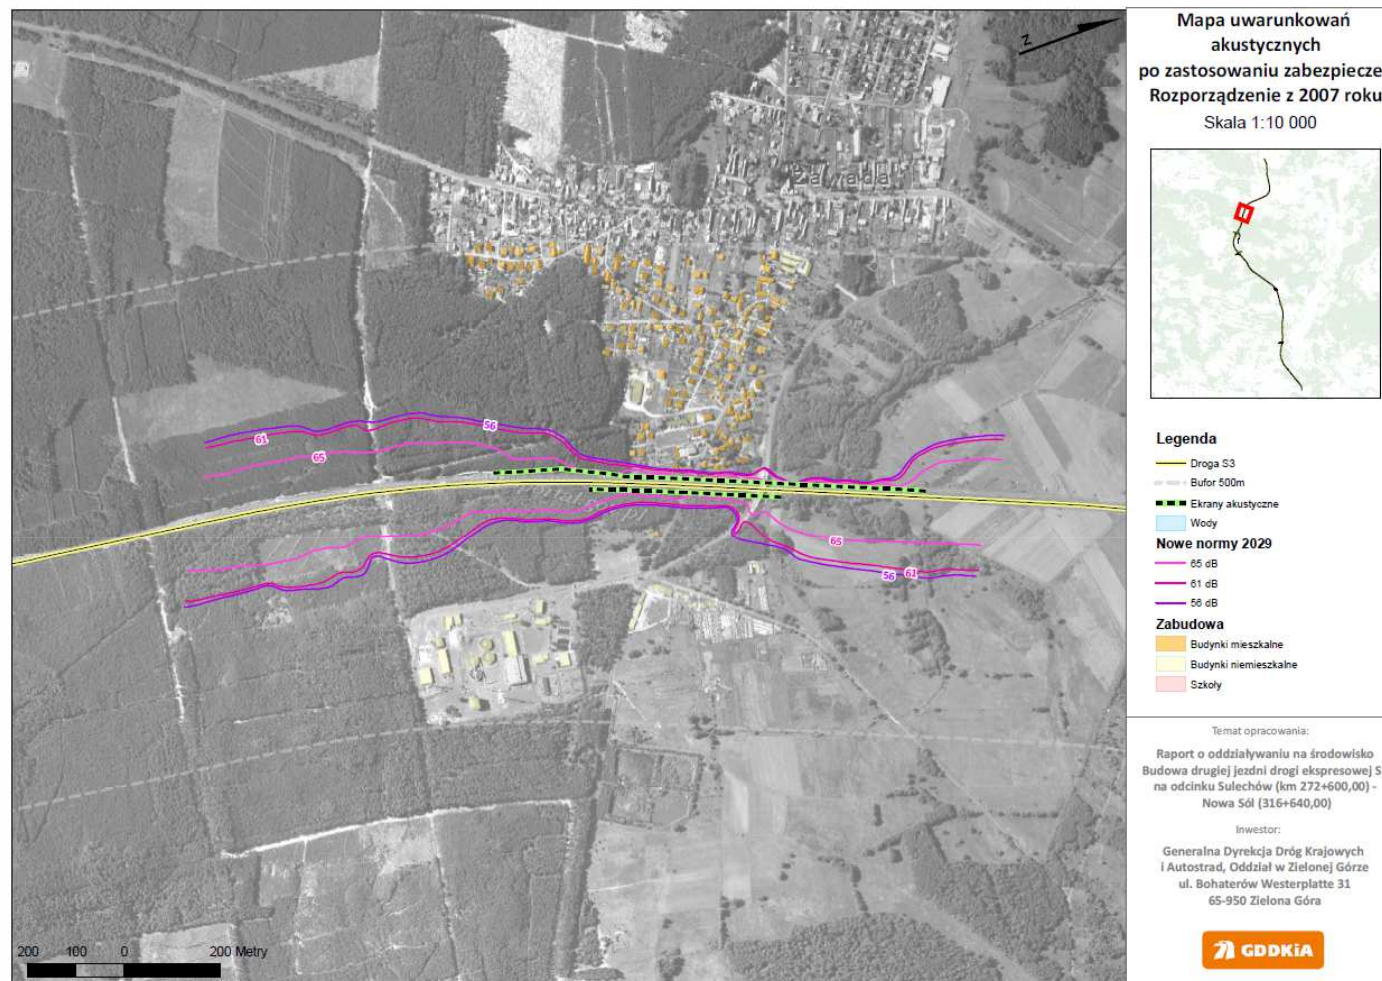 Mapa uwarunkowań
akustycznych
po zastosowaniu zabezpiecze
Rozporządzenie z 2007 roku
Skala 1:10 000
Legenda
Droga S3
Bufor 500m
Ekrany akustyczne
Wody
Nowe normy 2029
65 dB
61 dB
56 dB
Zabudowa
Budynki mieszkalne
Budynki niemieszkalne
Szkoły
Temat opracowania:
Raport o oddziaływaniu na środowisko
Budowa drugiej jezdni drogi ekspresowej S
na odcinku Sulechów (km 272+600,00) -
Nowa Sól (316+640,00)
Inwestor:
Generalna Dyrekcja Dróg Krajowych
i Autostrad, Oddział w Zielonej Górze
ul. Bohaterów Westerplatte 31
65-950 Zielona Góra
GDDKiA
N
Zawada
56
61
65
65
56
61
200 100 0 200 Metry